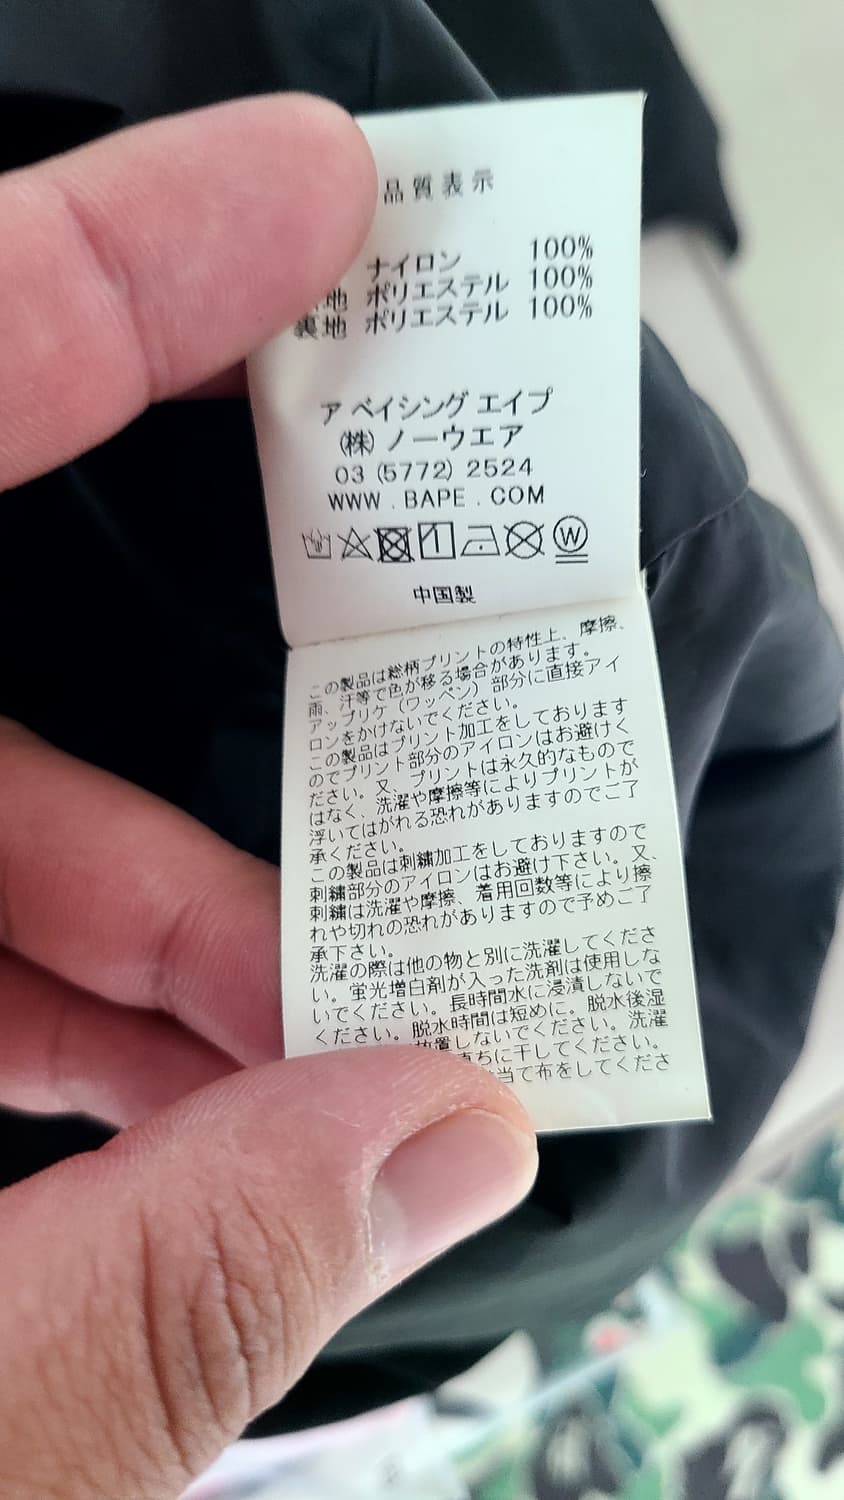 品質表示
ナイロン 100%
地 ポリエステル 100%
裏地 ポリエステル 100%
ア ベイシング エイプ
(株) ノーウエア
03 (5772) 2524
WWW . BAPE . COM
W
中国製
この製品は総柄プリントの特性上、摩擦、
雨、汗等で色が移る場合があります。
アップリケ (ワッペン) 部分に直接アイ
ロンをかけないでください。
この製品はプリント加工をしております
のでプリント部分のアイロンはお避けく
ださい。又、プリントは永久的なもので
はなく、洗濯や摩擦等によりプリントが
浮いてはがれる恐れがありますのでご了
承ください。
この製品は刺繍加工をしておりますので
刺繍部分のアイロンはお避け下さい。又、
刺繍は洗濯や摩擦、着用回数等により擦
れや切れの恐れがありますので予めご了
承下さい。
洗濯の際は他の物と別に洗濯してくださ
い。蛍光増白剤が入った洗剤は使用しな
いでください。長時間水に浸漬しないで
ください。脱水時間は短めに。脱水後湿
放置しないでください。洗濯
直ちに干してください。
当て布をしてくださ